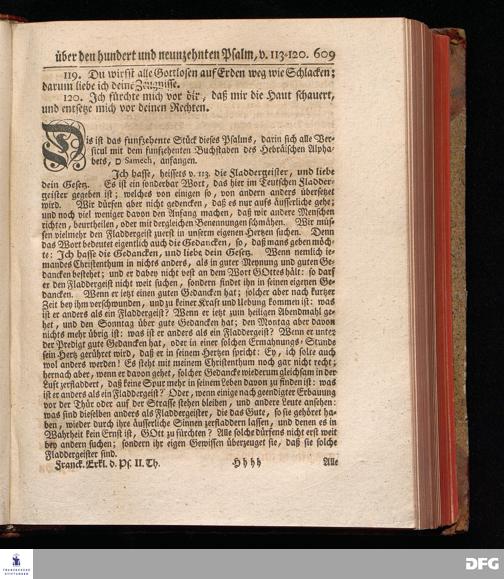 über den hundert und neunzehnten Psalm, v. 113-120. 609
119. Du wirfst alle Gottlosen auf Erden weg wie Schlacken;
darum liebe ich deine Zeugnisse.
120. Ich fürchte mich vor dir, daß mir die Haut schauert,
und entsetze mich vor deinen Rechten.
Dis ist das funfzehente Stück dieses Psalms, darin sich alle Ver-
sicul mit dem funfzehenten Buchstaben des Hebräischen Alpha-
bets, ס Samech, anfangen.
Ich hasse, heissets v. 113. die Fladdergeister, und liebe
dein Gesetz. Es ist ein sonderbar Wort, das hier im Teutschen Fladder-
geister gegeben ist; welches von einigen so, von andern anders übersetzet
wird. Wir dürfen aber nicht gedencken, daß es nur aufs äusserliche gehe;
und noch viel weniger davon den Anfang machen, daß wir andere Menschen
richten, beurtheilen, oder mit dergleichen Benennungen schmähen. Wir müs-
sen vielmehr den Fladdergeist zuerst in unserm eigenen Hertzen suchen. Denn
das Wort bedeutet eigentlich auch die Gedancken, so, daß mans geben möch-
te: Ich hasse die Gedancken, und liebe dein Gesetz. Wenn nemlich ie-
mandes Christenthum in nichts anders, als in guter Meynung und guten Ge-
dancken bestehet; und er dabey nicht vest an dem Wort GOttes hält: so darf
er den Fladdergeist nicht weit suchen, sondern findet ihn in seinen eigenen Ge-
dancken. Wenn er ietzt einen guten Gedancken hat; solcher aber nach kurtzer
Zeit bey ihm verschwunden, und zu keiner Kraft und Uebung kommen ist: was
ist er anders als ein Fladdergeist? Wenn er ietzt zum heiligen Abendmahl ge-
het, und den Sonntag über gute Gedancken hat; den Montag aber davon
nichts mehr übrig ist: was ist er anders als ein Fladdergeist? Wenn er unter
der Predigt gute Gedancken hat, oder in einer solchen Ermahnungs-Stunde
sein Hertz gerühret wird, daß er in seinem Hertzen spricht: Ey, ich solte auch
wol anders werden! Es stehet mit meinem Christenthum noch gar nicht recht;
hernach aber, wenn er davon gehet, solcher Gedancke wiederum gleichsam in der
Luft zerfladdert, daß keine Spur mehr in seinem Leben davon zu finden ist: was
ist er anders als ein Fladdergeist? Oder, wenn einige nach geendigter Erbauung
vor der Thür oder auf der Strasse stehen bleiben, und andere Leute ansehen:
was sind dieselben anders als Fladdergeister, die das Gute, so sie gehöret ha-
ben, wieder durch ihre äusserliche Sinnen zerfladdern lassen, und denen es in
Wahrheit kein Ernst ist, GOtt zu fürchten? Alle solche dürfens nicht erst weit
bey andern suchen; sondern ihr eigen Gewissen überzeuget sie, daß sie solche
Fladdergeister sind.
Franck. Erkl. d. Ps. II. Th. Hhhh Alle
DFG